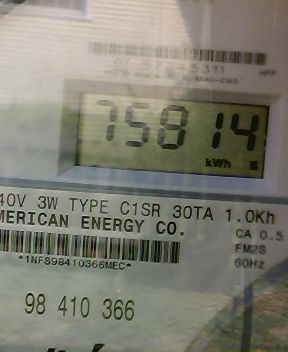 75814
kWh
40V 3W TYPE C1SR 30TA 1.0Kh
MERICAN ENERGY CO.
CA 0.5
FM2S
*1NFS98410366MEC*
60Hz
98 410 366